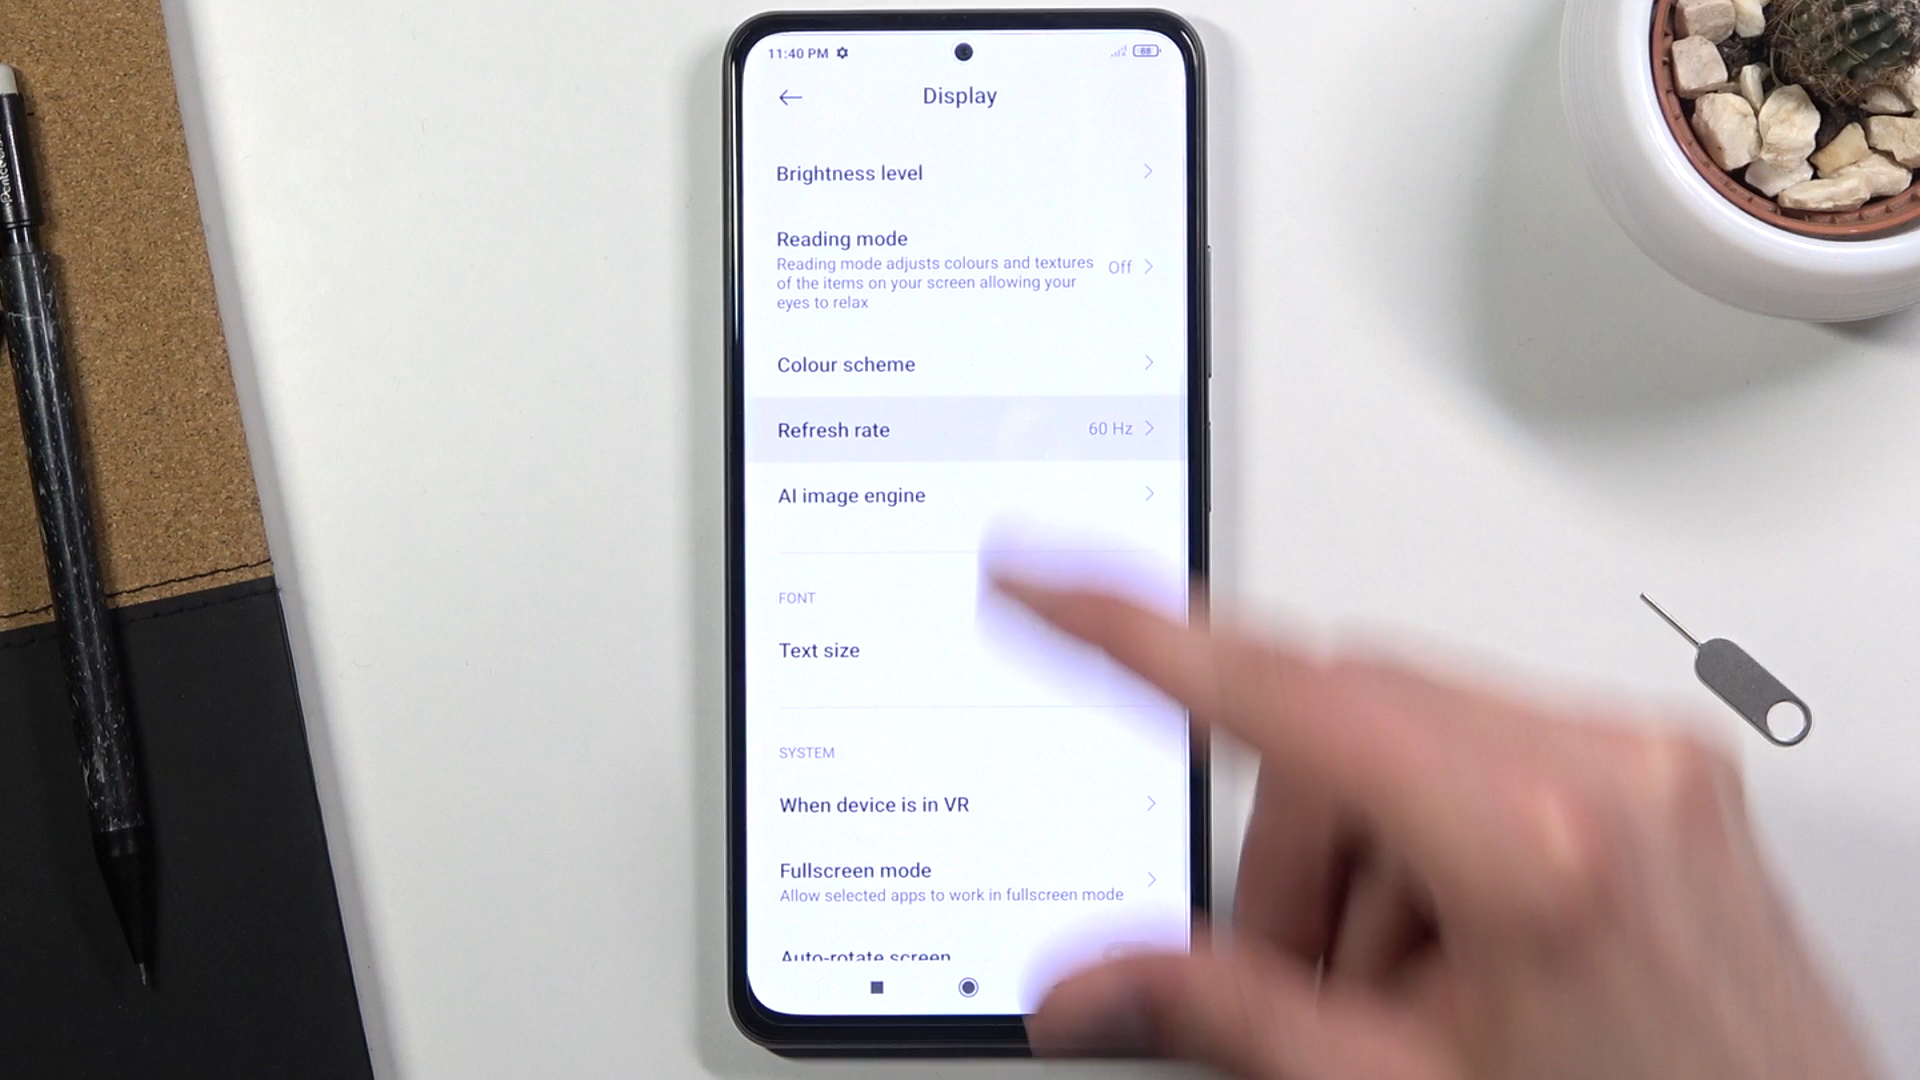 11:40 PM
88
Display
Brightness level
Reading mode
Reading mode adjusts colours and textures
of the items on your screen allowing your
eyes to relax
Off
Colour scheme
Refresh rate
60 Hz
AI image engine
FONT
Text size
SYSTEM
When device is in VR
Fullscreen mode
Allow selected apps to work in fullscreen mode
Auto-rotate screen